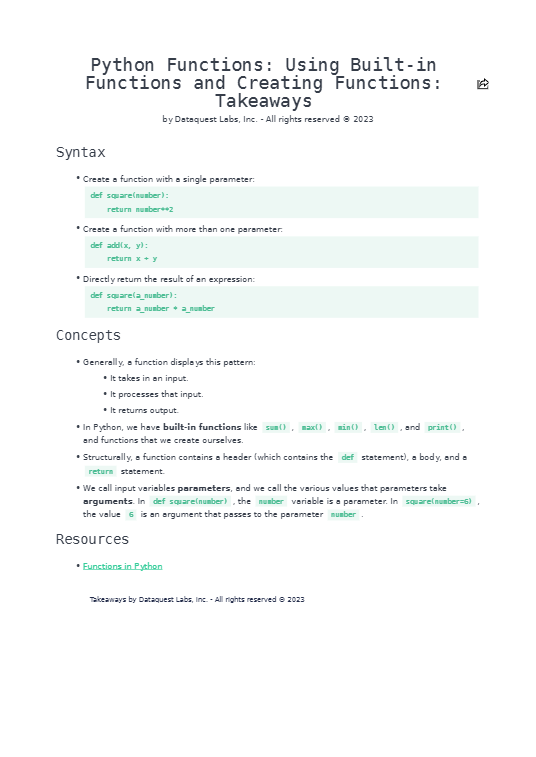 Python Functions: Using Built-in
Functions and Creating Functions:
Takeaways
by Dataquest Labs, Inc. - All rights reserved © 2023
Syntax
• Create a function with a single parameter:
def square(number):
    return number**2
• Create a function with more than one parameter:
def add(x, y):
    return x + y
• Directly return the result of an expression:
def square(a_number):
    return a_number * a_number
Concepts
• Generally, a function displays this pattern:
• It takes in an input.
• It processes that input.
• It returns output.
• In Python, we have built-in functions like sum() , max() , min() , len() , and print() ,
and functions that we create ourselves.
• Structurally, a function contains a header (which contains the def statement), a body, and a
return statement.
• We call input variables parameters, and we call the various values that parameters take
arguments. In def square(number) , the number variable is a parameter. In square(number=6) ,
the value 6 is an argument that passes to the parameter number .
Resources
• Functions in Python
Takeaways by Dataquest Labs, Inc. - All rights reserved © 2023